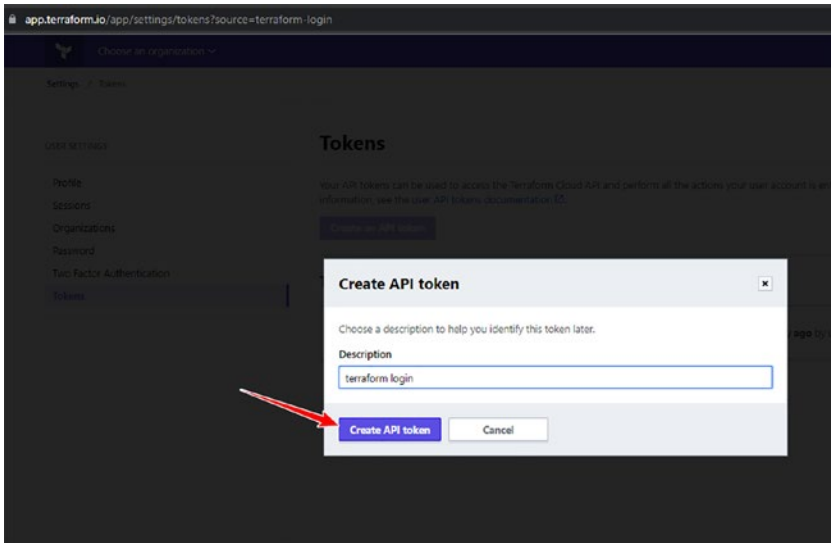 app.terraform.io/app/settings/tokens?source=terraform-login
Choose an organization
Settings / Tokens
USER SETTINGS
Profile
Sessions
Organizations
Password
Two Factor Authentication
Tokens
Tokens
Your API tokens can be used to access the Terraform Cloud API and perform all the actions your user account is
information, see the user API tokens documentation
Create an API token
Create API token
Choose a description to help you identify this token later.
Description
terraform login
Create API token
Cancel
ago by